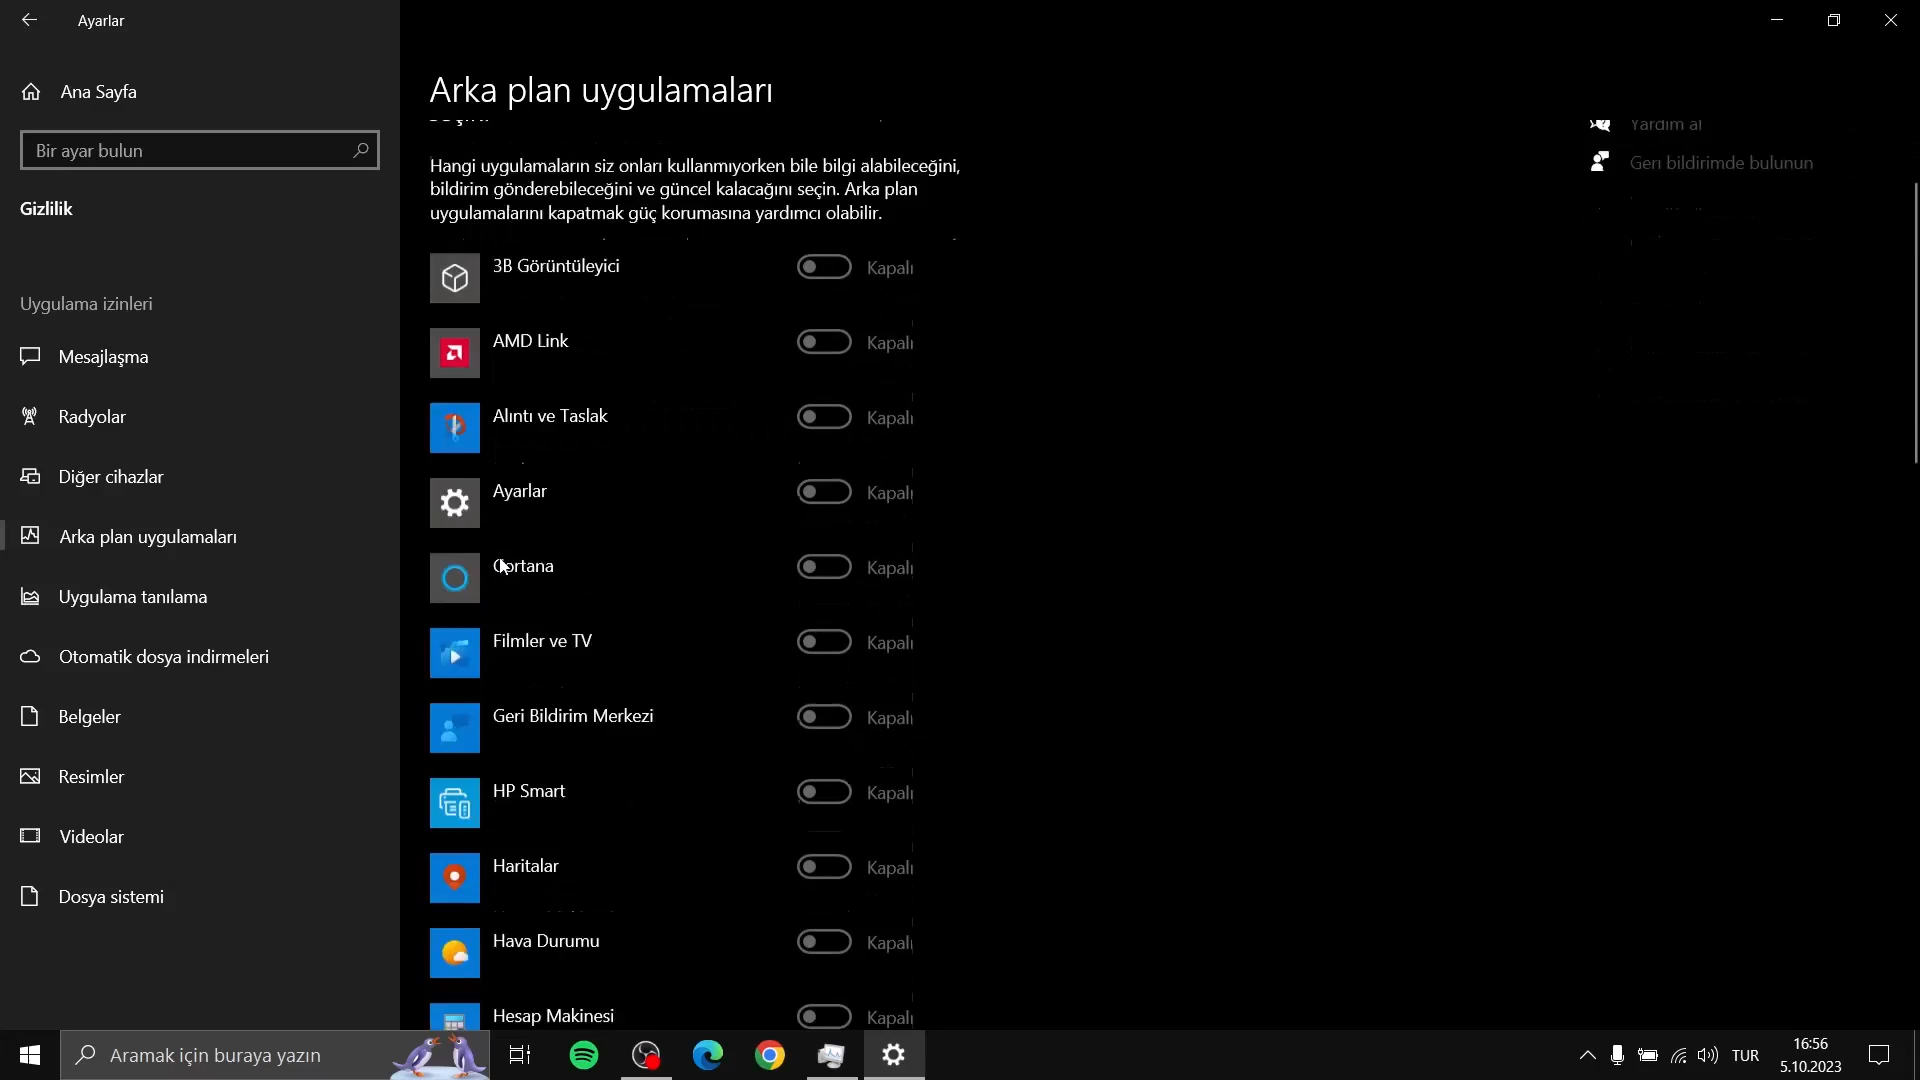 Ayarlar
Ana Sayfa
Bir ayar bulun
Gizlilik
Uygulama izinleri
Mesajlaşma
Radyolar
Diğer cihazlar
Arka plan uygulamaları
Uygulama tanılama
Otomatik dosya indirmeleri
Belgeler
Resimler
Videolar
Dosya sistemi
Arka plan uygulamaları
Hangi uygulamaların siz onları kullanmıyorken bile bilgi alabileceğini,
bildirim gönderebileceğini ve güncel kalacağını seçin. Arka plan
uygulamalarını kapatmak güç korumasına yardımcı olabilir.
3B Görüntüleyici Kapalı
AMD Link Kapalı
Alıntı ve Taslak Kapalı
Ayarlar Kapalı
Cortana Kapalı
Filmler ve TV Kapalı
Geri Bildirim Merkezi Kapalı
HP Smart Kapalı
Haritalar Kapalı
Hava Durumu Kapalı
Hesap Makinesi Kapalı
Yardım al
Geri bildirimde bulunun
Aramak için buraya yazın
TUR
16:56
5.10.2023